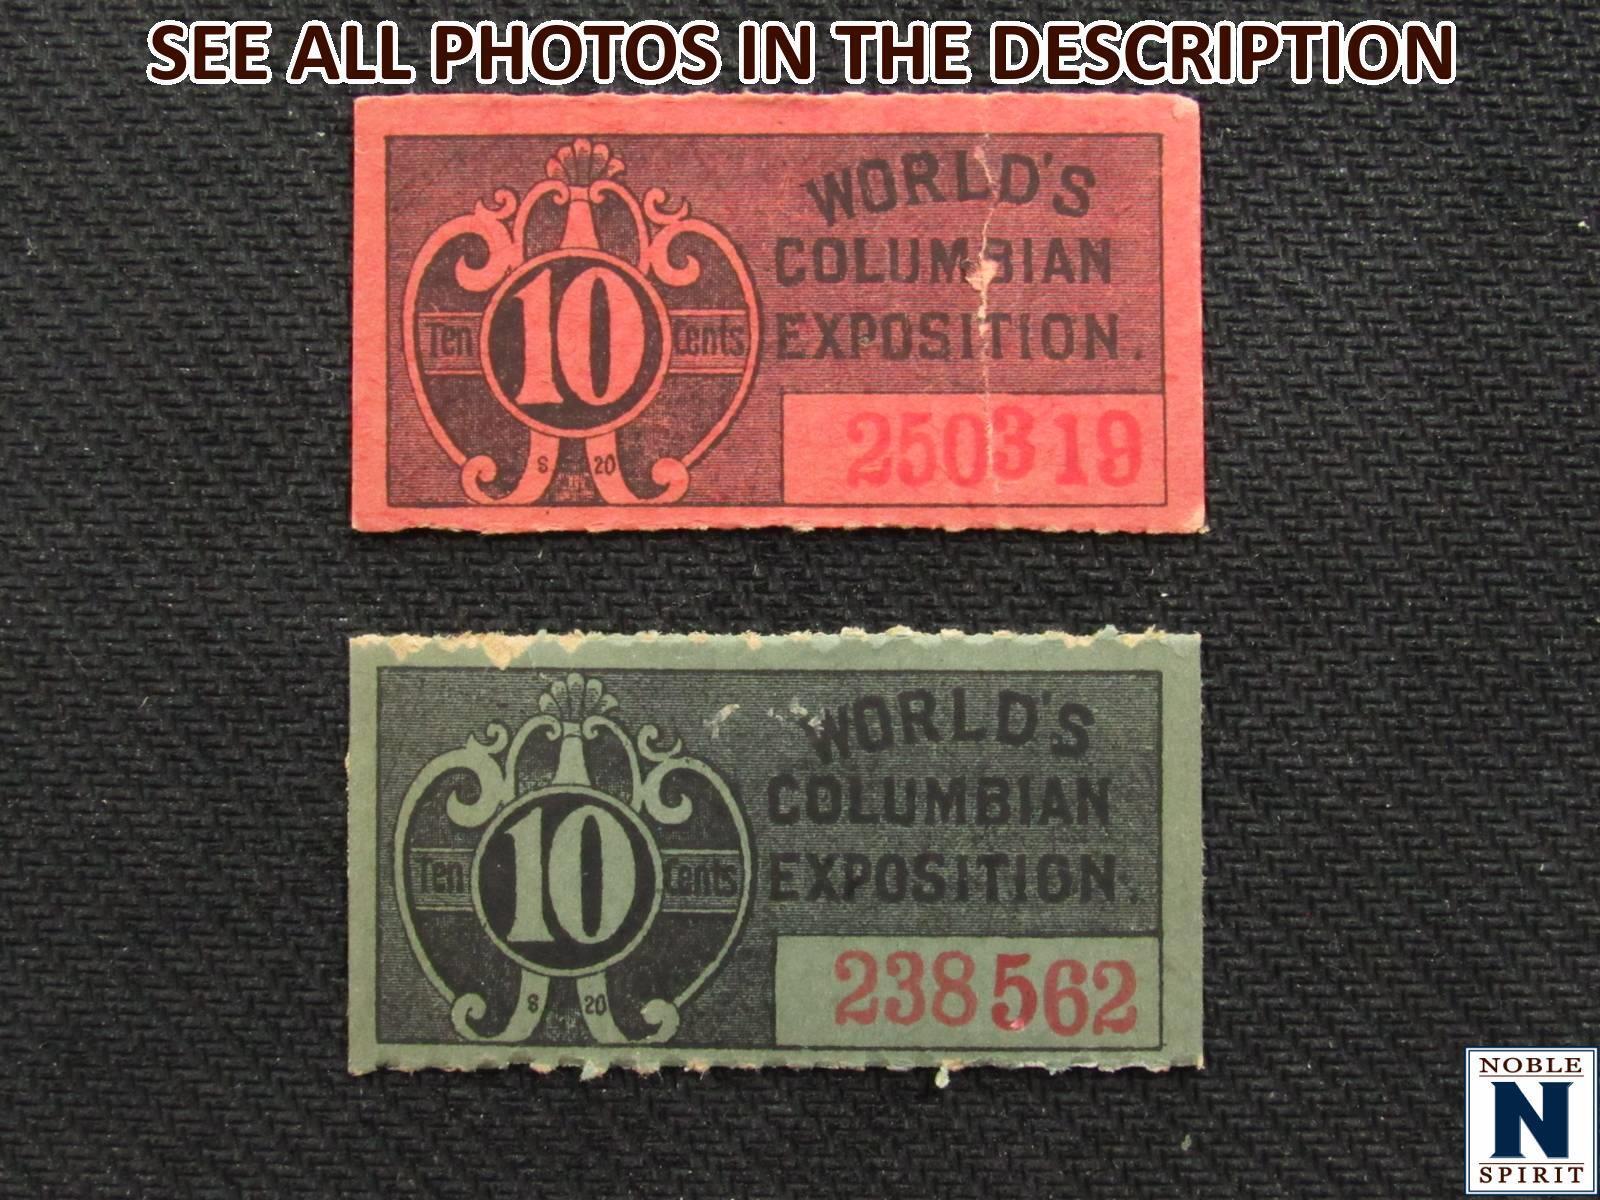 SEE ALL PHOTOS IN THE DESCRIPTION
WORLD'S
COLUMBIAN
EXPOSITION.
Ten 10 Cents
S 20
250319
WORLD'S
COLUMBIAN
EXPOSITION.
Ten 10 Cents
S 20
238562
NOBLE
N
SPIRIT